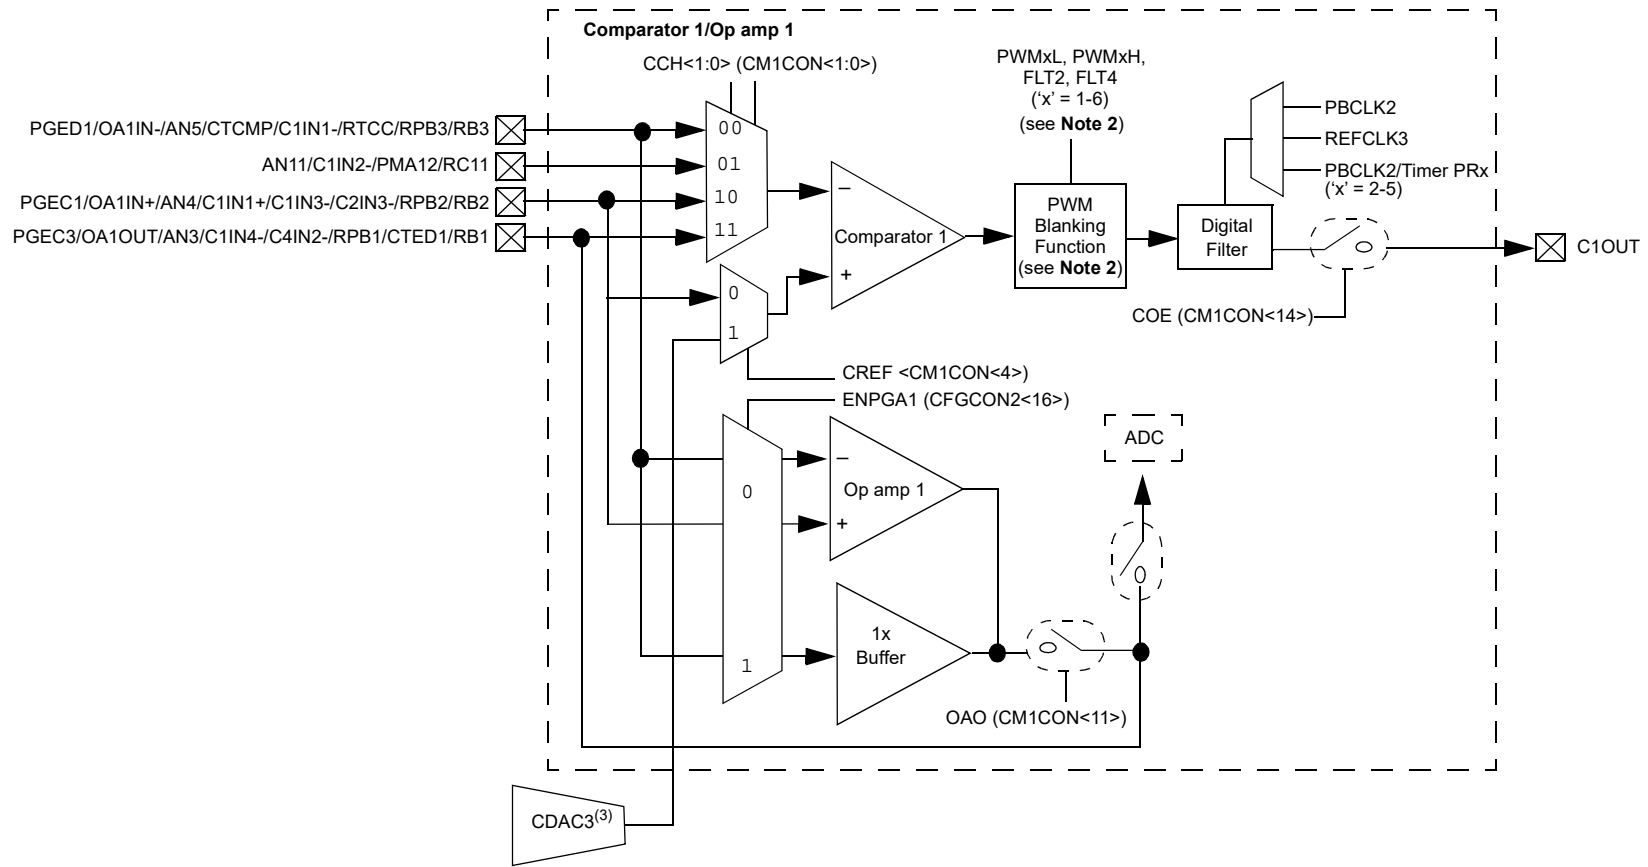 Comparator 1/Op amp 1
CCH<1:0> (CM1CON<1:0>)
PWMxL, PWMxH,
FLT2, FLT4
(‘x’ = 1-6)
(see Note 2)
PBCLK2
REFCLK3
PBCLK2/Timer PRx
(‘x’ = 2-5)
PGED1/OA1IN-/AN5/CTCMP/C1IN1-/RTCC/RPB3/RB3
AN11/C1IN2-/PMA12/RC11
PGEC1/OA1IN+/AN4/C1IN1+/C1IN3-/C2IN3-/RPB2/RB2
PGEC3/OA1OUT/AN3/C1IN4-/C4IN2-/RPB1/CTED1/RB1
00
01
10
11
–
Comparator 1
+
PWM
Blanking
Function
(see Note 2)
Digital
Filter
C1OUT
COE (CM1CON<14>)
0
1
CREF <CM1CON<4>)
ENPGA1 (CFGCON2<16>)
ADC
0
1
–
Op amp 1
+
1x
Buffer
OAO (CM1CON<11>)
CDAC3(3)